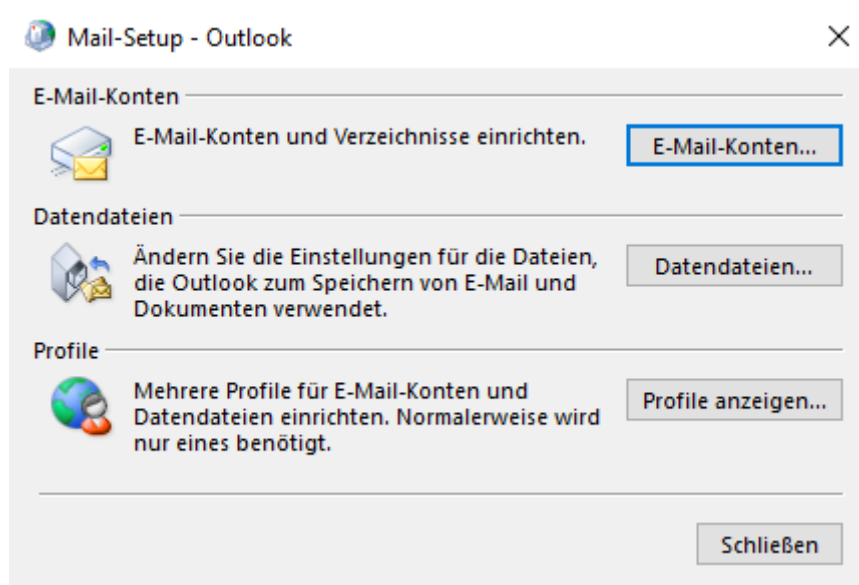 Mail-Setup - Outlook
E-Mail-Konten
E-Mail-Konten und Verzeichnisse einrichten.
E-Mail-Konten...
Datendateien
Ändern Sie die Einstellungen für die Dateien,
die Outlook zum Speichern von E-Mail und
Dokumenten verwendet.
Datendateien...
Profile
Mehrere Profile für E-Mail-Konten und
Datendateien einrichten. Normalerweise wird
nur eines benötigt.
Profile anzeigen...
Schließen